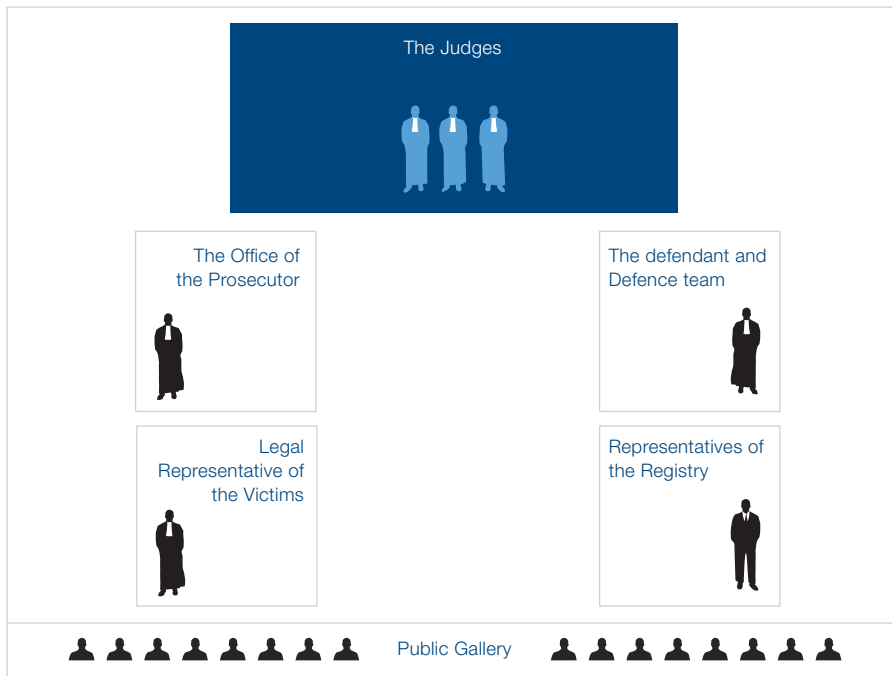 The Judges
The Office of
the Prosecutor
The defendant and
Defence team
Legal
Representative of
the Victims
Representatives of
the Registry
Public Gallery